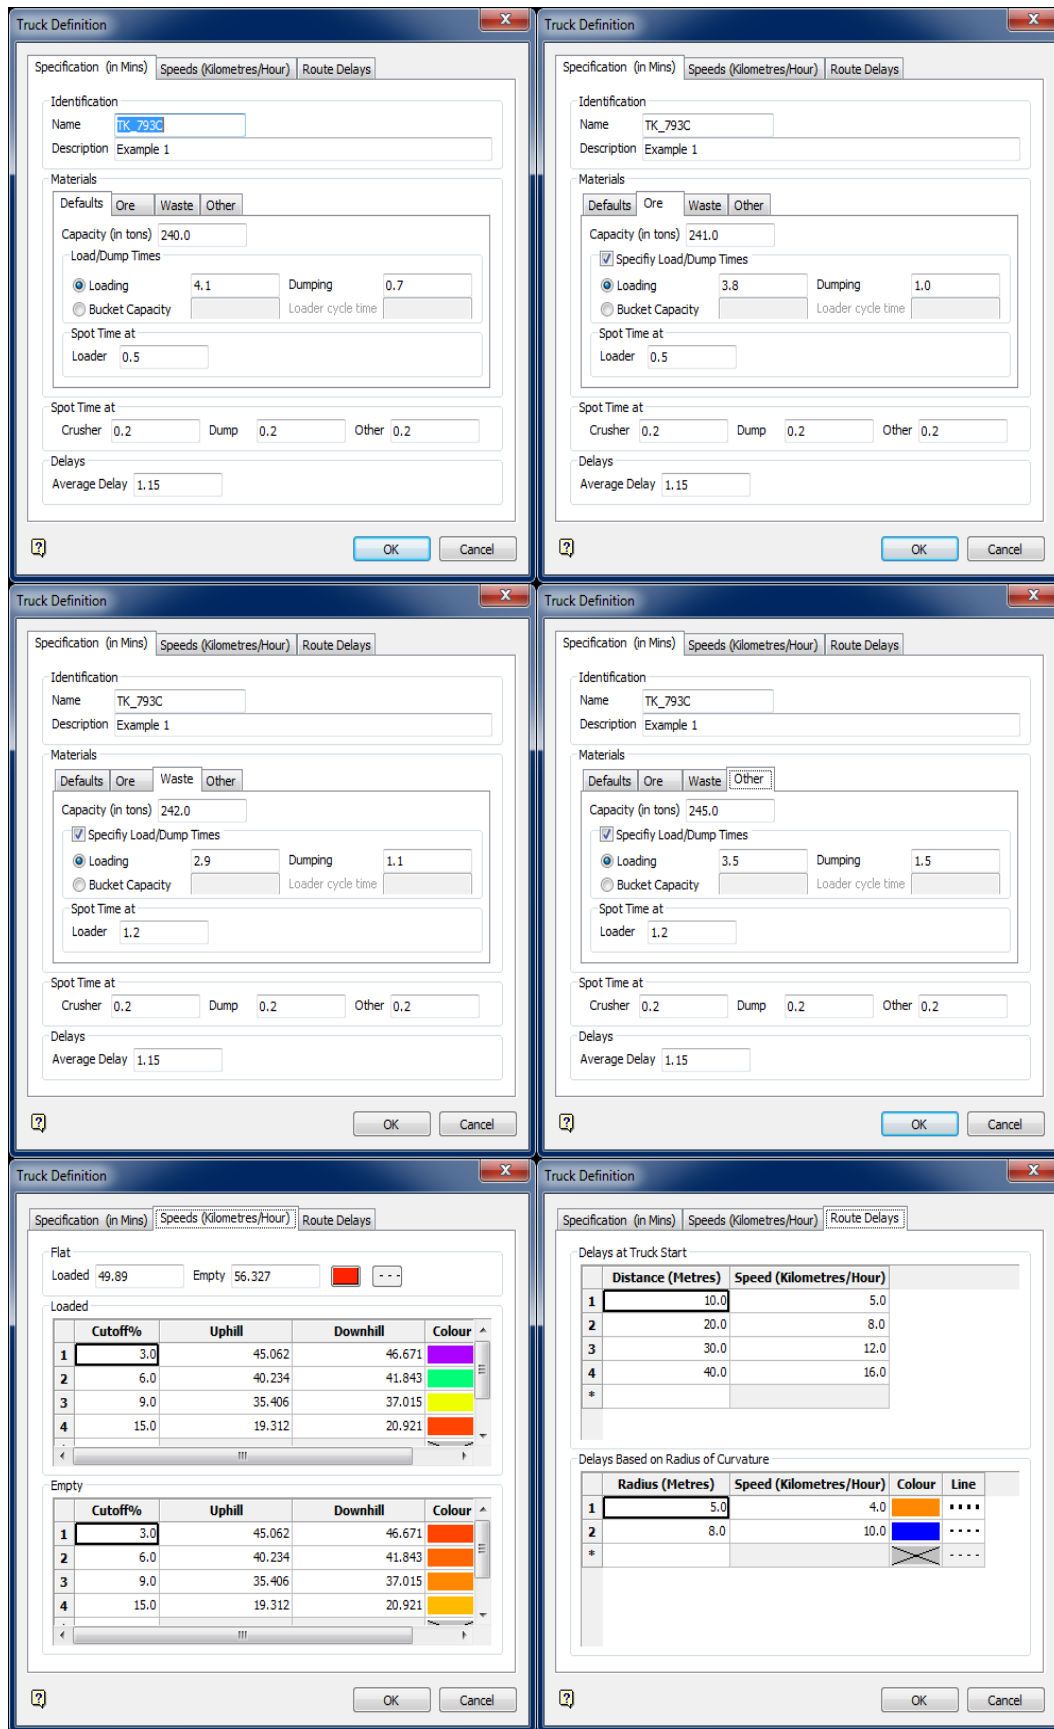 Truck Definition
X
Specification (in Mins) Speeds (Kilometres/Hour) Route Delays
Identification
Name TK_793C
Description Example 1
Materials
Defaults Ore Waste Other
Capacity (in tons) 240.0
Load/Dump Times
Loading 4.1 Dumping 0.7
Bucket Capacity Loader cycle time
Spot Time at
Loader 0.5
Spot Time at
Crusher 0.2 Dump 0.2 Other 0.2
Delays
Average Delay 1.15
? OK Cancel
Truck Definition
X
Specification (in Mins) Speeds (Kilometres/Hour) Route Delays
Identification
Name TK_793C
Description Example 1
Materials
Defaults Ore Waste Other
Capacity (in tons) 241.0
Specifiy Load/Dump Times
Loading 3.8 Dumping 1.0
Bucket Capacity Loader cycle time
Spot Time at
Loader 0.5
Spot Time at
Crusher 0.2 Dump 0.2 Other 0.2
Delays
Average Delay 1.15
? OK Cancel
Truck Definition
X
Specification (in Mins) Speeds (Kilometres/Hour) Route Delays
Identification
Name TK_793C
Description Example 1
Materials
Defaults Ore Waste Other
Capacity (in tons) 242.0
Specifiy Load/Dump Times
Loading 2.9 Dumping 1.1
Bucket Capacity Loader cycle time
Spot Time at
Loader 1.2
Spot Time at
Crusher 0.2 Dump 0.2 Other 0.2
Delays
Average Delay 1.15
? OK Cancel
Truck Definition
X
Specification (in Mins) Speeds (Kilometres/Hour) Route Delays
Identification
Name TK_793C
Description Example 1
Materials
Defaults Ore Waste Other
Capacity (in tons) 245.0
Specifiy Load/Dump Times
Loading 3.5 Dumping 1.5
Bucket Capacity Loader cycle time
Spot Time at
Loader 1.2
Spot Time at
Crusher 0.2 Dump 0.2 Other 0.2
Delays
Average Delay 1.15
? OK Cancel
Truck Definition
X
Specification (in Mins) Speeds (Kilometres/Hour) Route Delays
Flat
Loaded 49.89 Empty 56.327
Loaded
Cutoff% Uphill Downhill Colour
1 3.0 45.062 46.671
2 6.0 40.234 41.843
3 9.0 35.406 37.015
4 15.0 19.312 20.921
Empty
Cutoff% Uphill Downhill Colour
1 3.0 45.062 46.671
2 6.0 40.234 41.843
3 9.0 35.406 37.015
4 15.0 19.312 20.921
? OK Cancel
Truck Definition
X
Specification (in Mins) Speeds (Kilometres/Hour) Route Delays
Delays at Truck Start
Distance (Metres) Speed (Kilometres/Hour)
1 10.0 5.0
2 20.0 8.0
3 30.0 12.0
4 40.0 16.0
*
Delays Based on Radius of Curvature
Radius (Metres) Speed (Kilometres/Hour) Colour Line
1 5.0 4.0
2 8.0 10.0
*
? OK Cancel